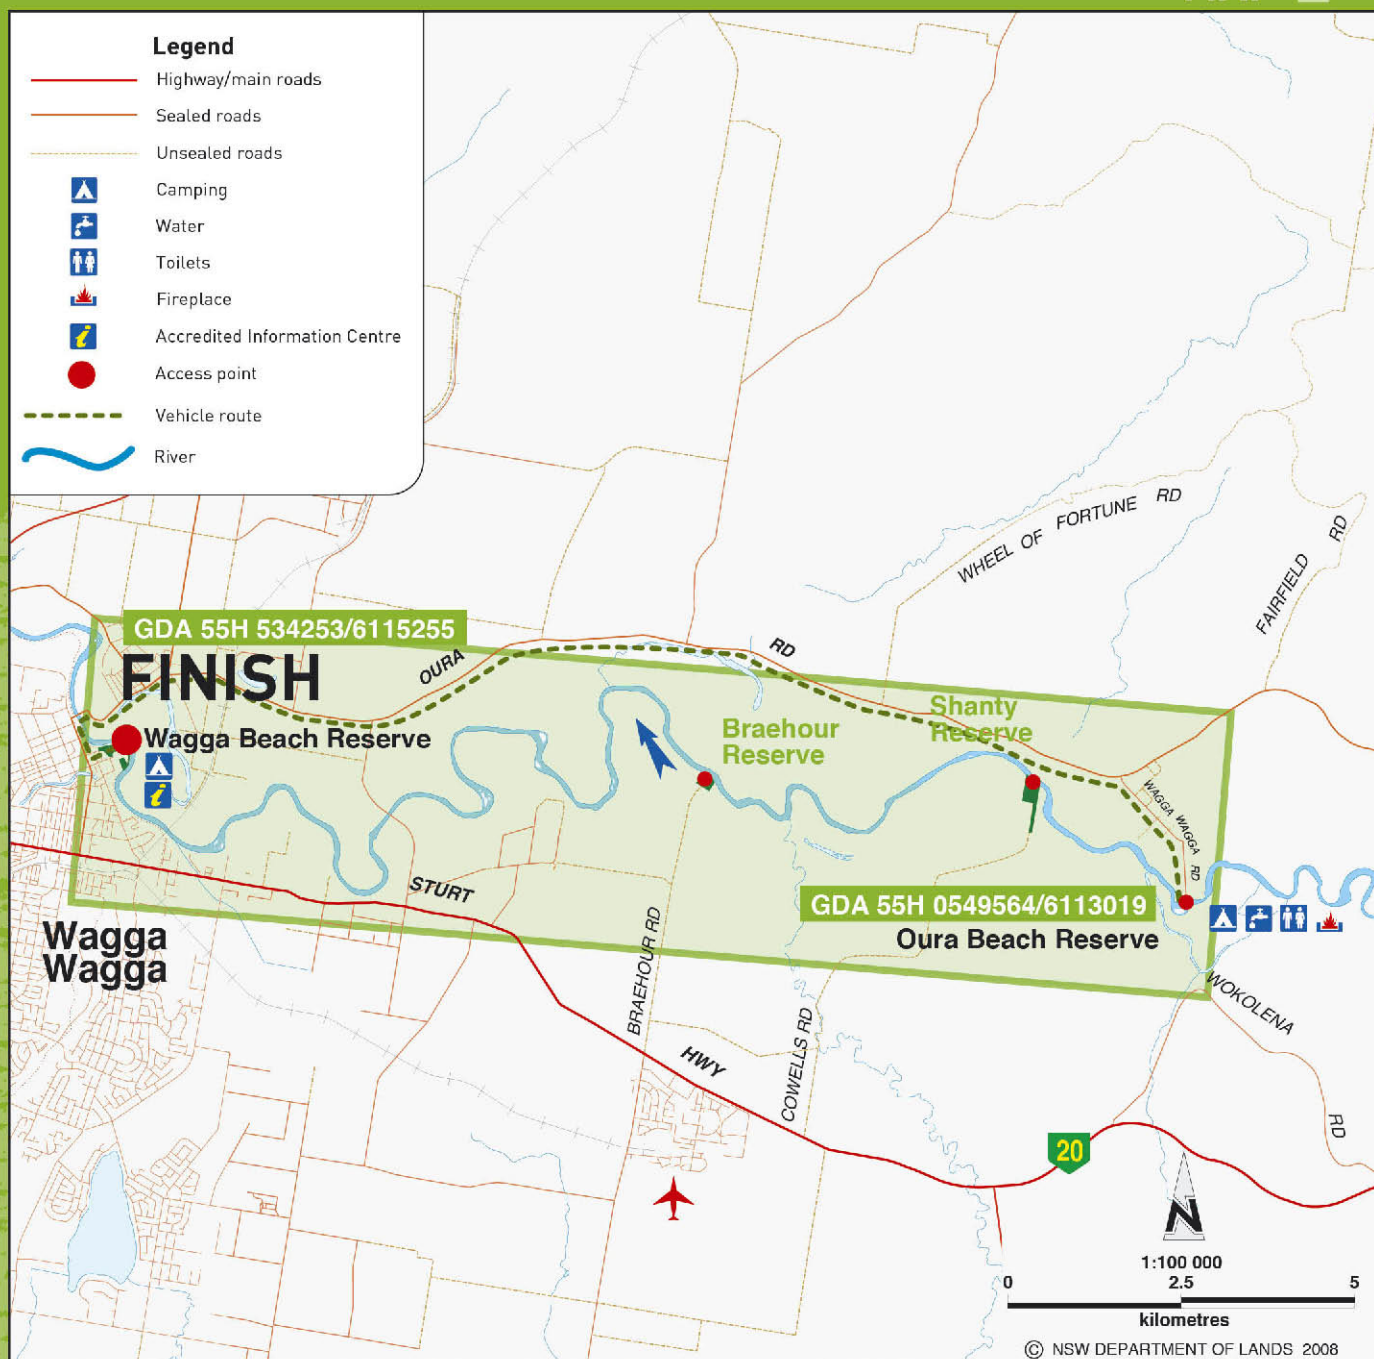 Legend
Highway/main roads
Sealed roads
Unsealed roads
Camping
Water
Toilets
Fireplace
i
Accredited Information Centre
Access point
Vehicle route
River
WHEEL OF FORTUNE RD
FAIRFIELD RD
GDA 55H 534253/6115255
FINISH
OURA RD
Wagga Beach Reserve
i
Braehour
Reserve
Shanty
Reserve
WAGGA WAGGA RD
STURT HWY
GDA 55H 0549564/6113019
Oura Beach Reserve
Wagga
Wagga
BRAEHOUR RD
COWELLS RD
WOKOLENA RD
20
N
1:100 000
0 2.5 5
kilometres
© NSW DEPARTMENT OF LANDS 2008